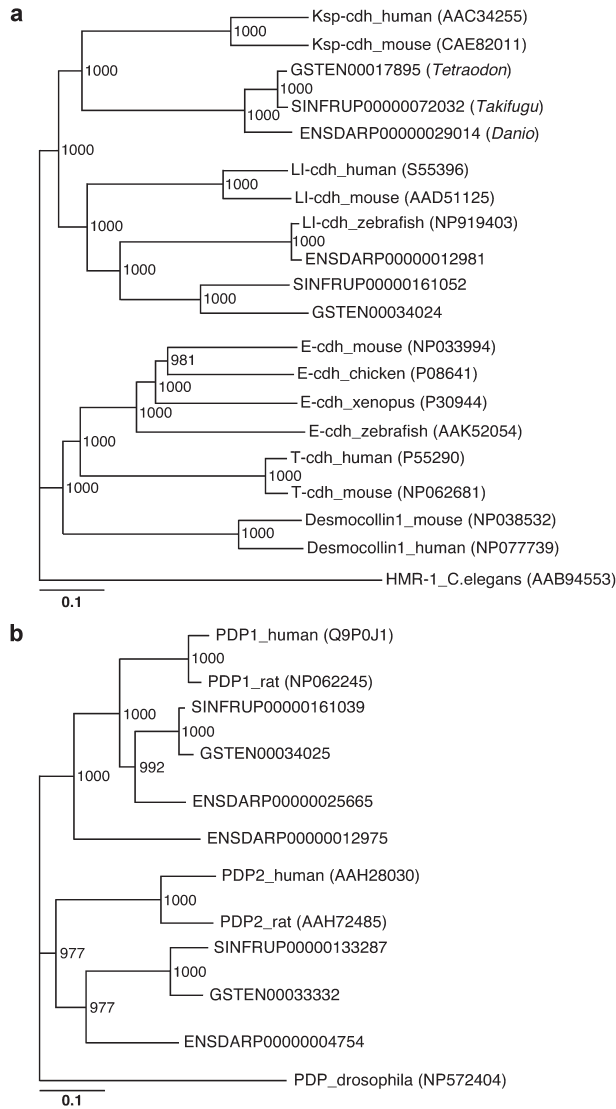 a
Ksp-cdh_human (AAC34255)
1000
Ksp-cdh_mouse (CAE82011)
1000
GSTEN00017895 (Tetraodon)
1000
SINFRUP00000072032 (Takifugu)
1000
ENSDARP00000029014 (Danio)
1000
LI-cdh_human (S55396)
1000
LI-cdh_mouse (AAD51125)
1000
LI-cdh_zebrafish (NP919403)
1000
ENSDARP00000012981
1000
SINFRUP00000161052
1000
GSTEN00034024
E-cdh_mouse (NP033994)
981
E-cdh_chicken (P08641)
1000
E-cdh_xenopus (P30944)
1000
E-cdh_zebrafish (AAK52054)
1000
T-cdh_human (P55290)
1000
1000
T-cdh_mouse (NP062681)
Desmocollin1_mouse (NP038532)
1000
Desmocollin1_human (NP077739)
HMR-1_C.elegans (AAB94553)
0.1
b
PDP1_human (Q9P0J1)
1000
PDP1_rat (NP062245)
SINFRUP00000161039
1000
1000
GSTEN00034025
992
1000
ENSDARP00000025665
ENSDARP00000012975
PDP2_human (AAH28030)
1000
PDP2_rat (AAH72485)
SINFRUP00000133287
977
1000
GSTEN00033332
977
ENSDARP00000004754
PDP_drosophila (NP572404)
0.1